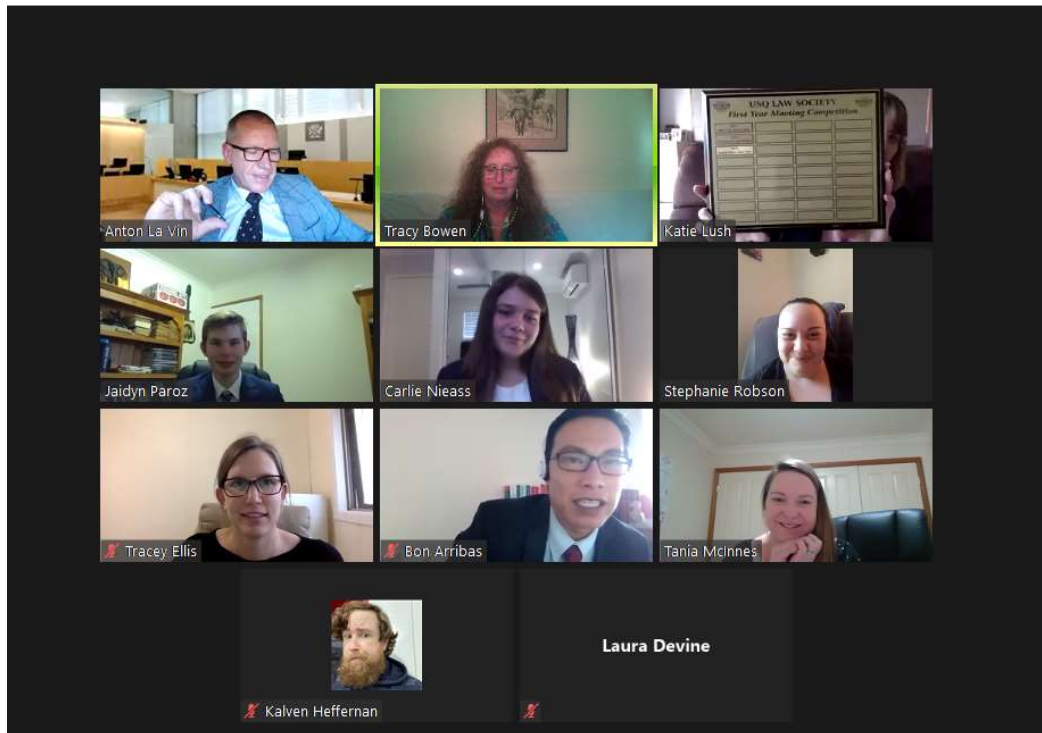 USQ LAW SOCIETY
First Year Mooting Competition
Anton La Vin
Tracy Bowen
Katie Lush
Jaidyn Paroz
Carlie Nieass
Stephanie Robson
Tracey Ellis
Bon Arribas
Tania McInnes
Kalven Heffernan
Laura Devine